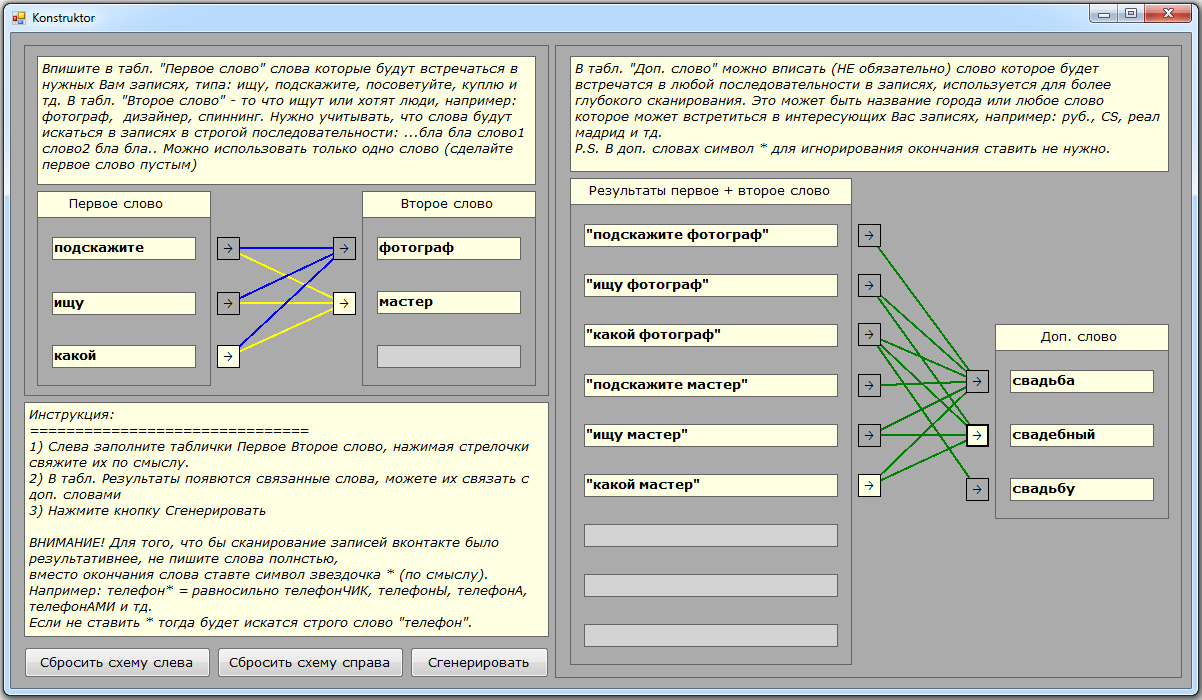 Konstruktor
Впишите в табл. "Первое слово" слова которые будут встречаться в
нужных Вам записях, типа: ищу, подскажите, посоветуйте, куплю и
тд. В табл. "Второе слово" - то что ищут или хотят люди, например:
фотограф, дизайнер, спиннинг. Нужно учитывать, что слова будут
искаться в записях в строгой последовательности: ...бла бла слово1
слово2 бла бла.. Можно использовать только одно слово (сделайте
первое слово пустым)
Первое слово
Второе слово
подскажите
→
→
фотограф
ищу
→
→
мастер
какой
→
Инструкция:
===============================
1) Слева заполните таблички Первое Второе слово, нажимая стрелочки
свяжите их по смыслу.
2) В табл. Результаты появются связанные слова, можете их связать с
доп. словами
3) Нажмите кнопку Сгенерировать
ВНИМАНИЕ! Для того, что бы сканирование записей вконтакте было
результативнее, не пишите слова полнстью,
вместо окончания слова ставте символ звездочка * (по смыслу).
Например: телефон* = равносильно телефонЧИК, телефонЫ, телефонА,
телефонАМИ и тд.
Если не ставить * тогда будет искатся строго слово "телефон".
Сбросить схему слева
Сбросить схему справа
Сгенерировать
В табл. "Доп. слово" можно вписать (НЕ обязательно) слово которое будет
встречатся в любой последовательности в записях, используется для более
глубокого сканирования. Это может быть название города или любое слово
которое может встретиться в интересующих Вас записях, например: руб., CS, реал
мадрид и тд.
P.S. В доп. словах символ * для игнорирования окончания ставить не нужно.
Результаты первое + второе слово
"подскажите фотограф"
→
"ищу фотограф"
→
"какой фотограф"
→
"подскажите мастер"
→
"ищу мастер"
→
"какой мастер"
→
Доп. слово
→
свадьба
→
свадебный
→
свадьбу